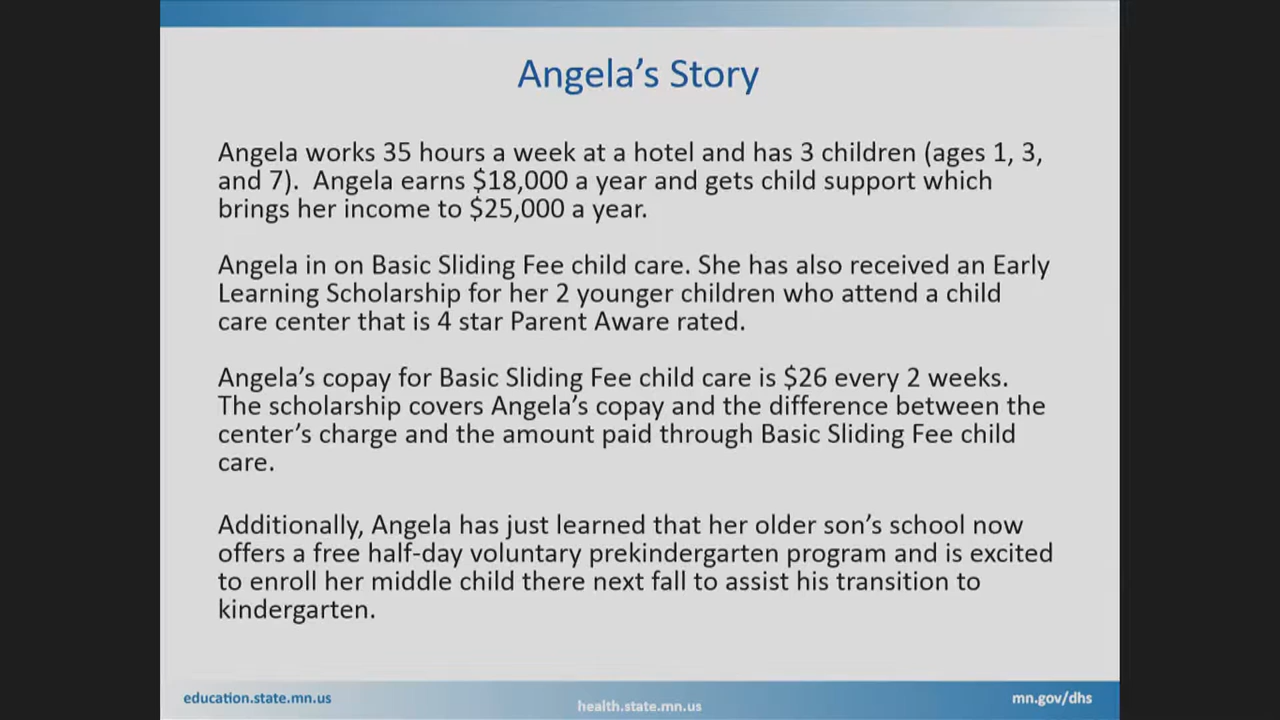 Angela's Story
Angela works 35 hours a week at a hotel and has 3 children (ages 1, 3,
and 7).  Angela earns $18,000 a year and gets child support which
brings her income to $25,000 a year.
Angela in on Basic Sliding Fee child care. She has also received an Early
Learning Scholarship for her 2 younger children who attend a child
care center that is 4 star Parent Aware rated.
Angela's copay for Basic Sliding Fee child care is $26 every 2 weeks.
The scholarship covers Angela's copay and the difference between the
center's charge and the amount paid through Basic Sliding Fee child
care.
Additionally, Angela has just learned that her older son's school now
offers a free half-day voluntary prekindergarten program and is excited
to enroll her middle child there next fall to assist his transition to
kindergarten.
education.state.mn.us
health.state.mn.us
mn.gov/dhs